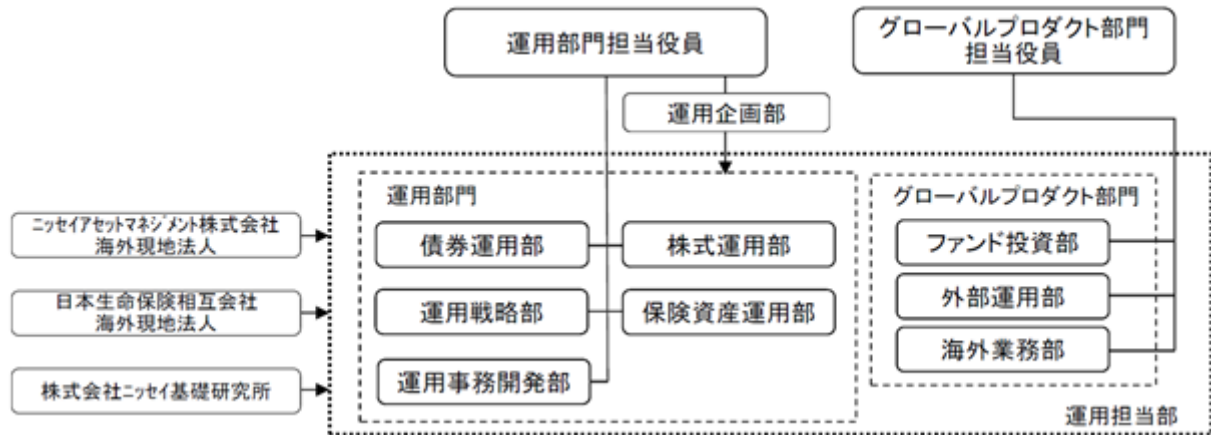 運用部門担当役員
グローバルプロダクト部門
担当役員
運用企画部
運用部門
グローバルプロダクト部門
ニッセイアセットマネジメント株式会社
海外現地法人
債券運用部
株式運用部
ファンド投資部
日本生命保険相互会社
海外現地法人
運用戦略部
保険資産運用部
外部運用部
海外業務部
株式会社ニッセイ基礎研究所
運用事務開発部
運用担当部